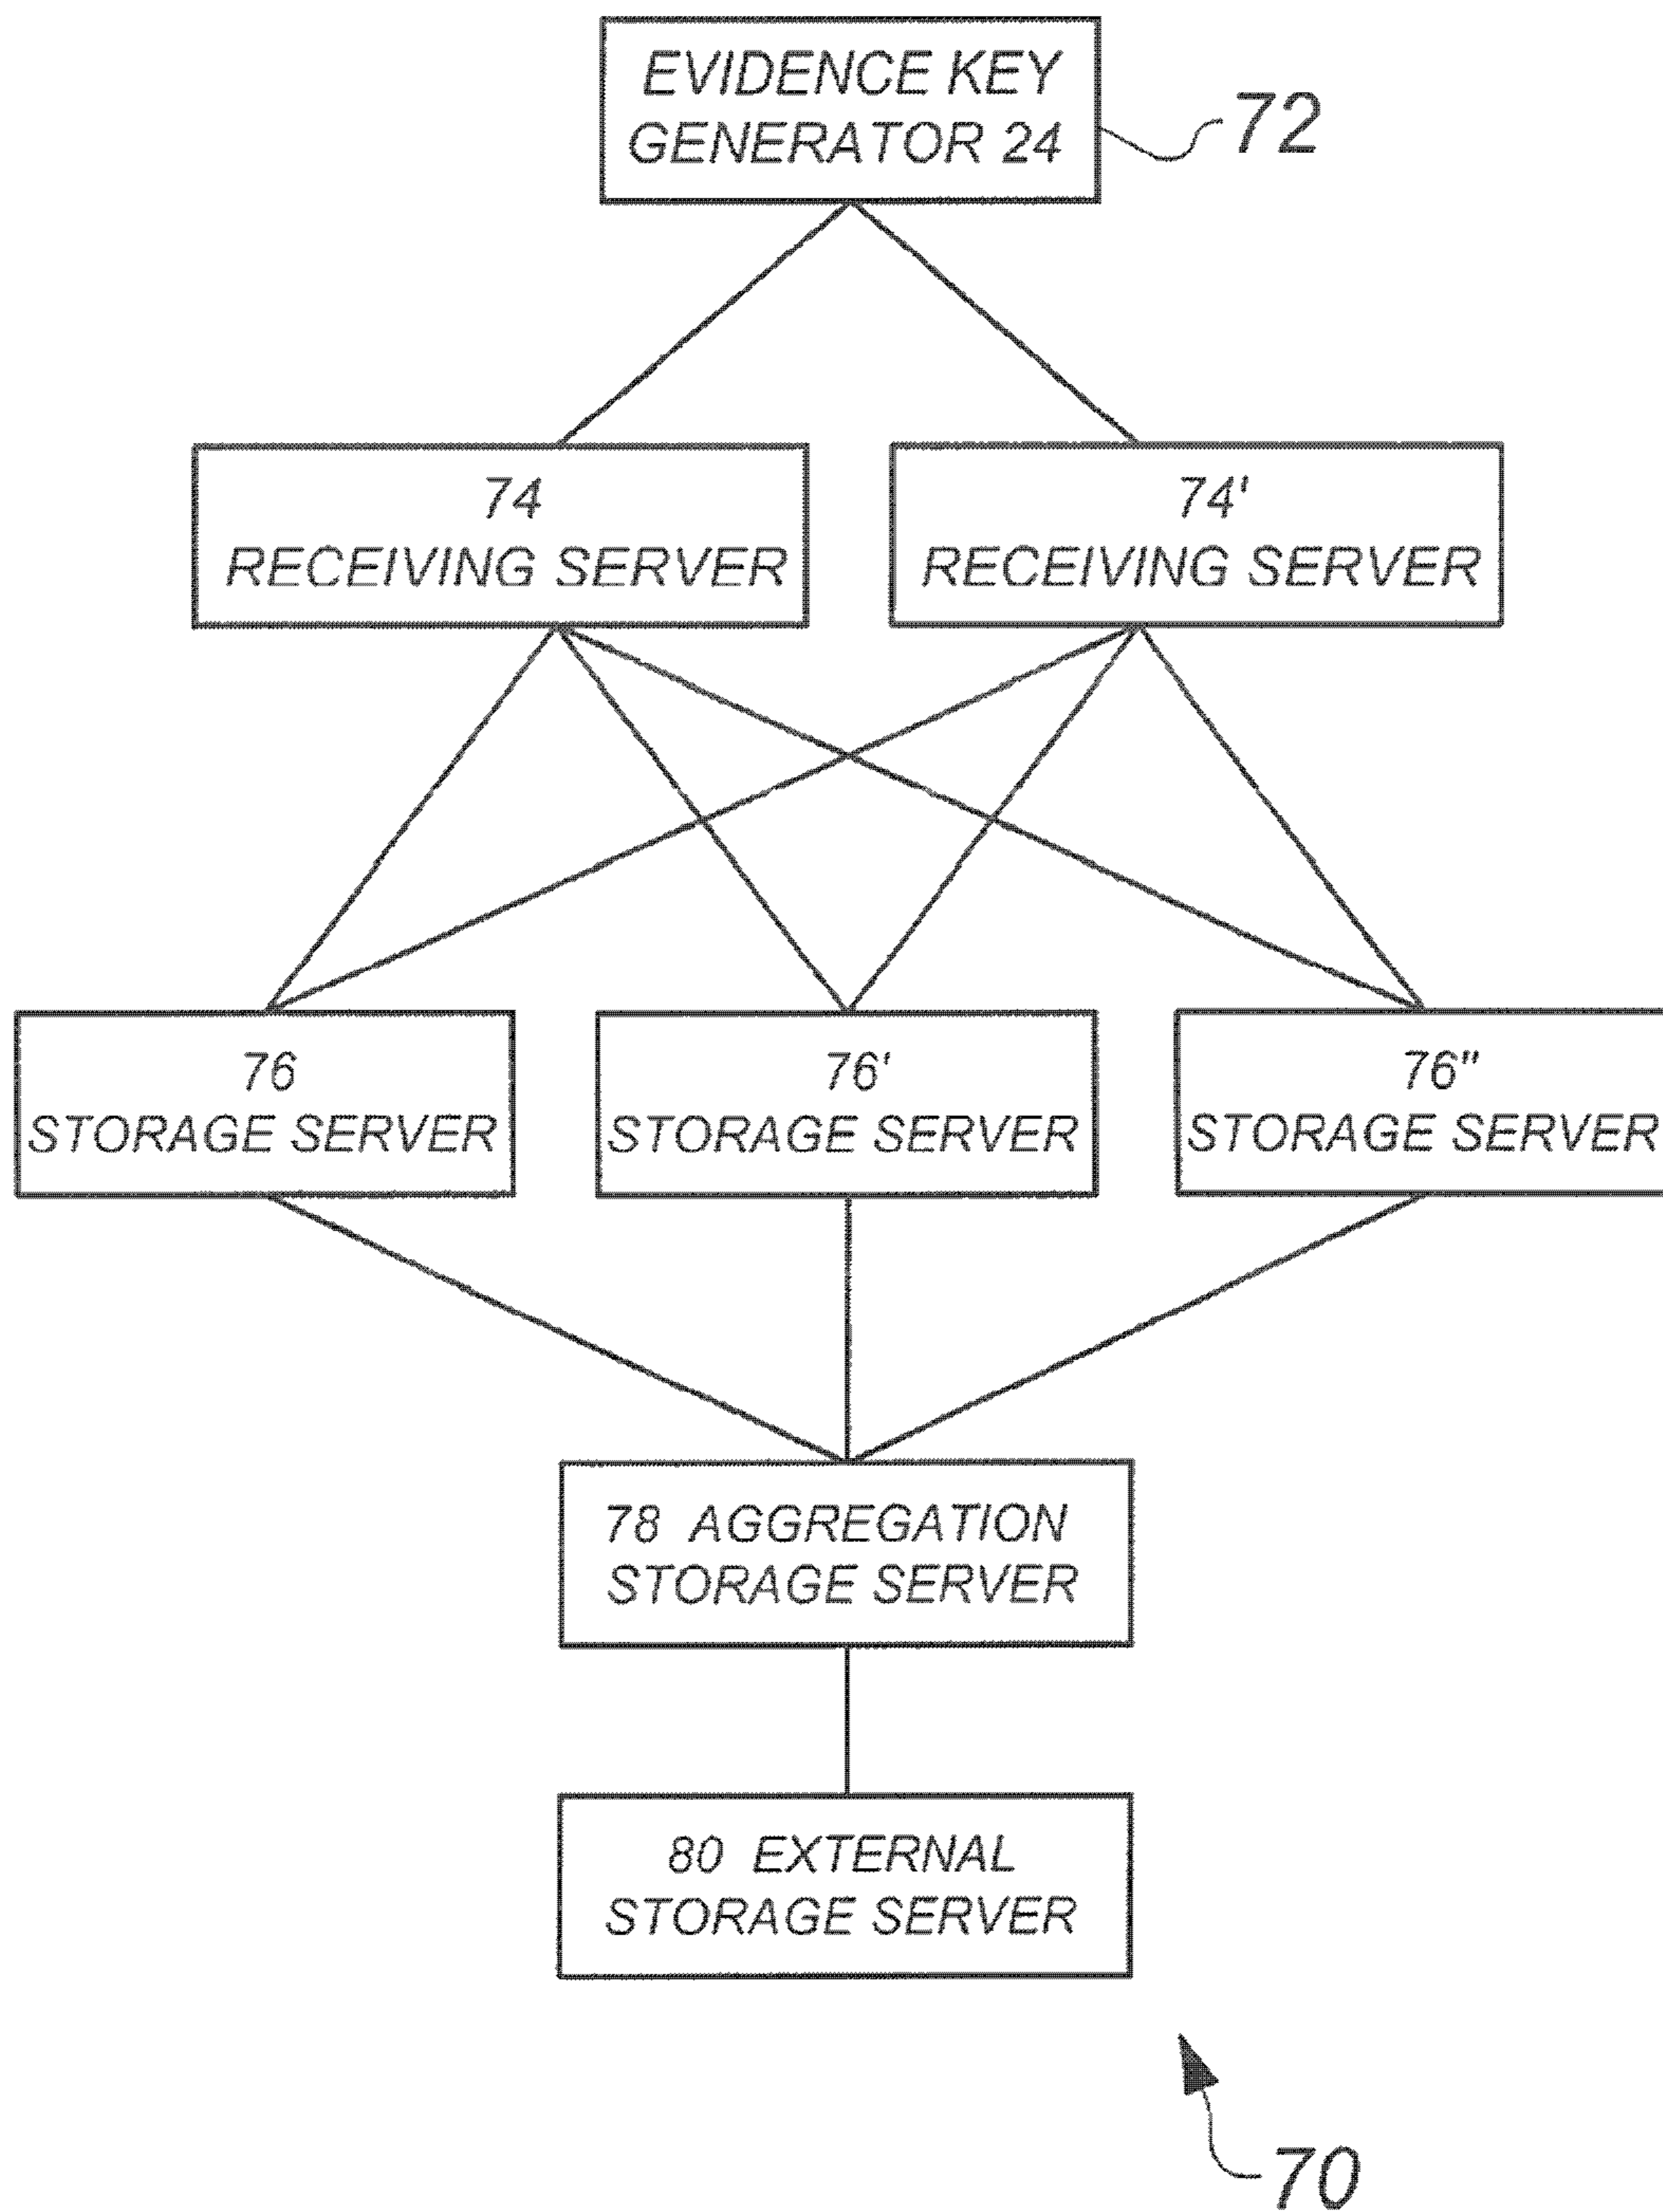 EVIDENCE KEY
GENERATOR 24
72
74
RECEIVING SERVER
74'
RECEIVING SERVER
76
STORAGE SERVER
76'
STORAGE SERVER
76"
STORAGE SERVER
78 AGGREGATION
STORAGE SERVER
80 EXTERNAL
STORAGE SERVER
70